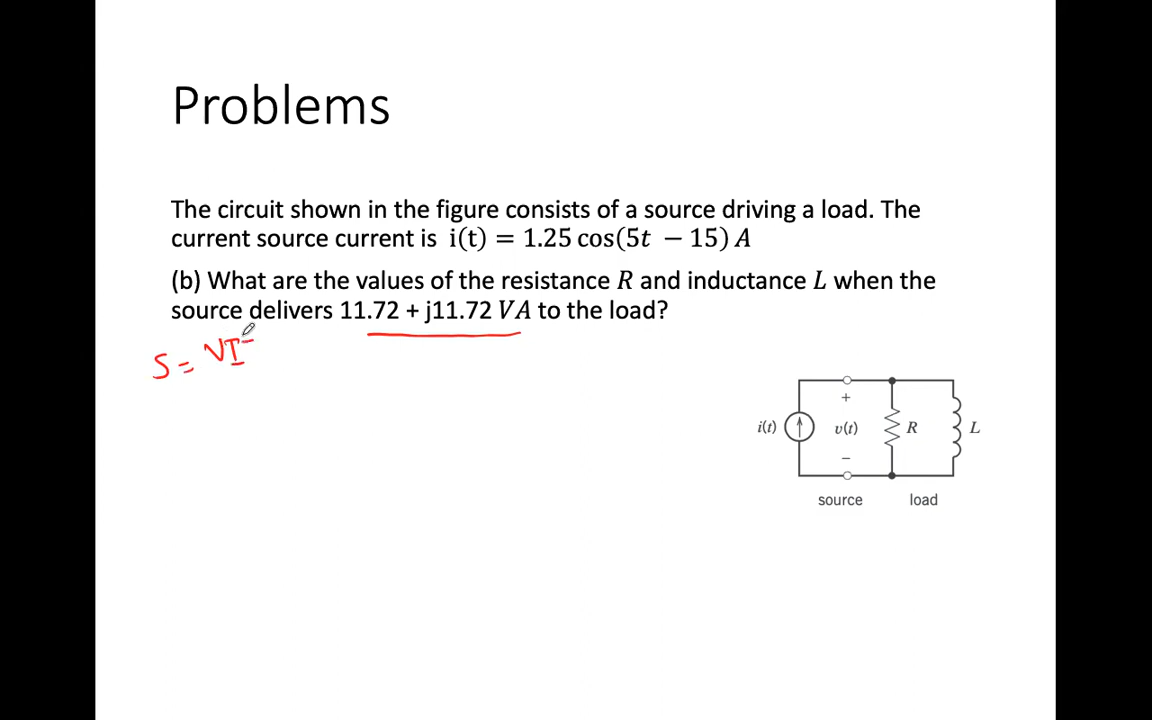 Problems
The circuit shown in the figure consists of a source driving a load. The
current source current is i(t) = 1.25 cos(5t − 15) A
(b) What are the values of the resistance R and inductance L when the
source delivers 11.72 + j11.72 VA to the load?
S = VI
+
i(t) v(t) R L
−
source load